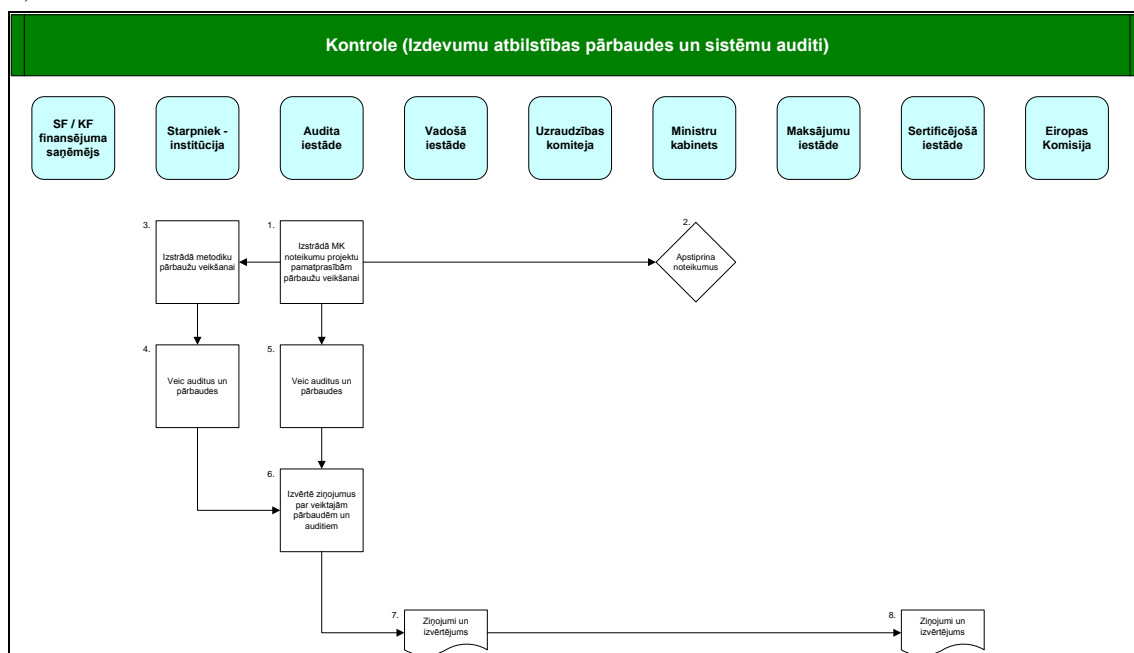 Kontrole (Izdevumu atbilstības pārbaudes un sistēmu auditi)
SF / KF
finansējuma
saņēmējs
Starpniek -
institūcija
Audita
iestāde
Vadošā
iestāde
Uzraudzības
komiteja
Ministru
kabinets
Maksājumu
iestāde
Sertificējošā
iestāde
Eiropas
Komisija
3.
Izstrādā metodiku
pārbaužu veikšanai
1.
Izstrādā MK
noteikumu projektu
pamatprasībām
pārbaužu veikšanai
2.
Apstiprina
noteikumus
4.
Veic auditus un
pārbaudes
5.
Veic auditus un
pārbaudes
6.
Izvērtē ziņojumus
par veiktajām
pārbaudēm un
auditiem
7.
Ziņojumi un
izvērtējums
8.
Ziņojumi un
izvērtējums